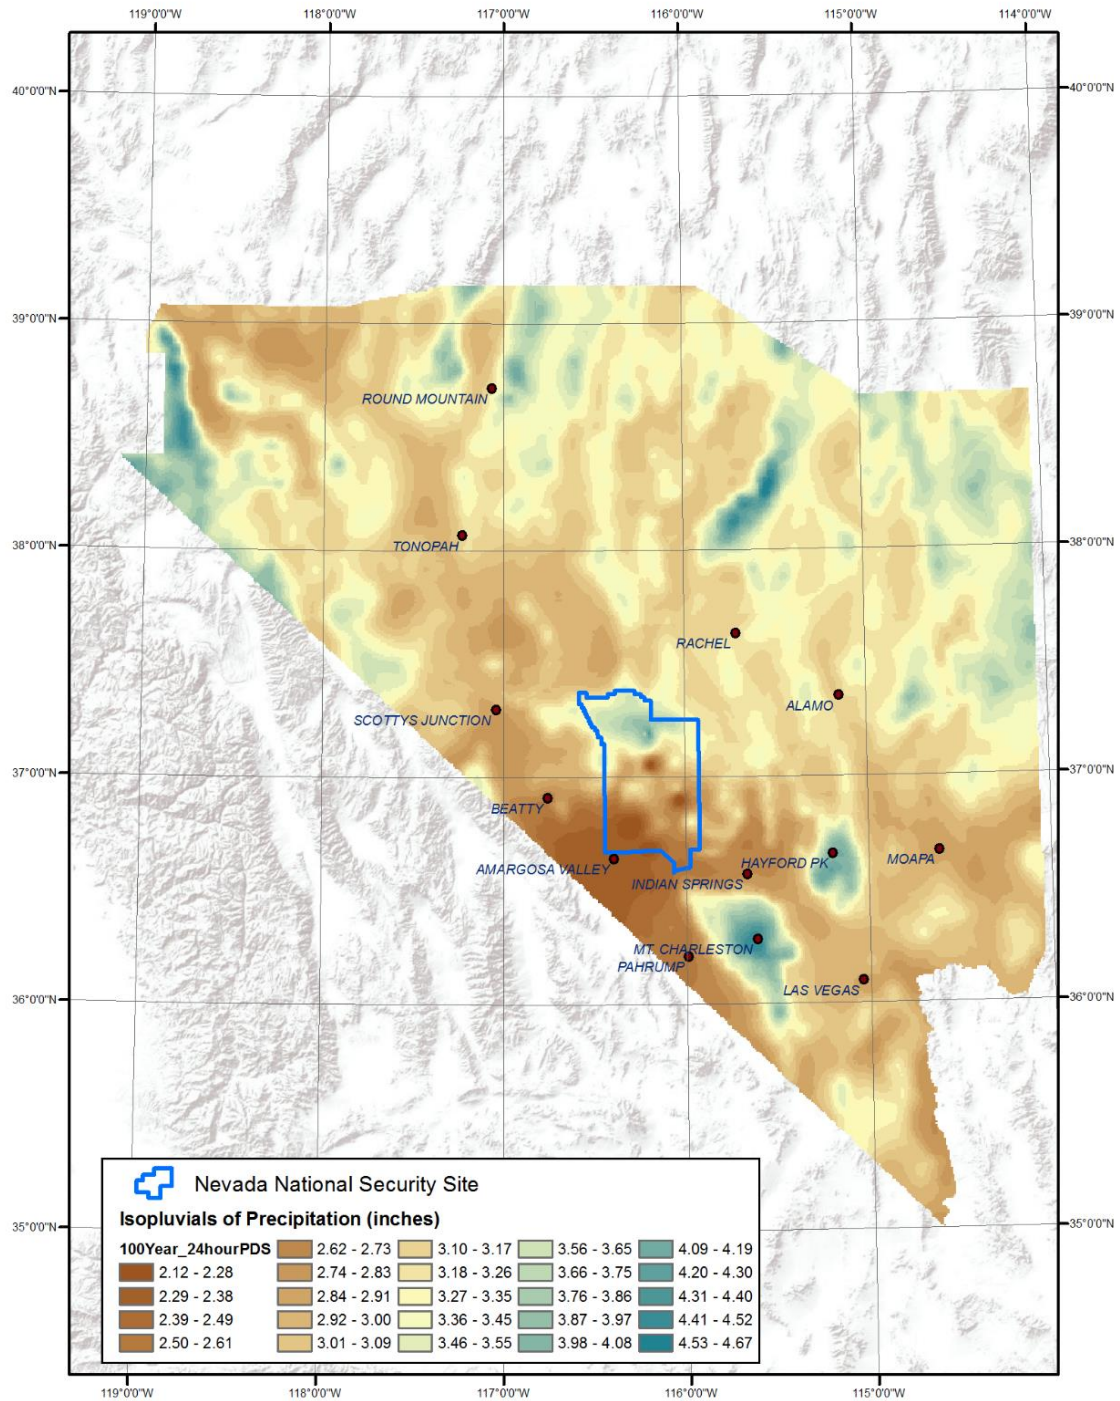 119°0'0"W 118°0'0"W 117°0'0"W 116°0'0"W 115°0'0"W 114°0'0"W
40°0'0"N 40°0'0"N
39°0'0"N 39°0'0"N
ROUND MOUNTAIN
TONOPAH
38°0'0"N 38°0'0"N
RACHEL
ALAMO
SCOTTYS JUNCTION
37°0'0"N 37°0'0"N
BEATTY
AMARGOSA VALLEY
HAYFORD PK
MOAPA
INDIAN SPRINGS
MT. CHARLESTON
PAHRUMP
LAS VEGAS
36°0'0"N 36°0'0"N
Nevada National Security Site
Isopluvials of Precipitation (inches)
100Year_24hourPDS 2.62 - 2.73 3.10 - 3.17 3.56 - 3.65 4.09 - 4.19
2.12 - 2.28 2.74 - 2.83 3.18 - 3.26 3.66 - 3.75 4.20 - 4.30
2.29 - 2.38 2.84 - 2.91 3.27 - 3.35 3.76 - 3.86 4.31 - 4.40
2.39 - 2.49 2.92 - 3.00 3.36 - 3.45 3.87 - 3.97 4.41 - 4.52
2.50 - 2.61 3.01 - 3.09 3.46 - 3.55 3.98 - 4.08 4.53 - 4.67
35°0'0"N 35°0'0"N
119°0'0"W 118°0'0"W 117°0'0"W 116°0'0"W 115°0'0"W